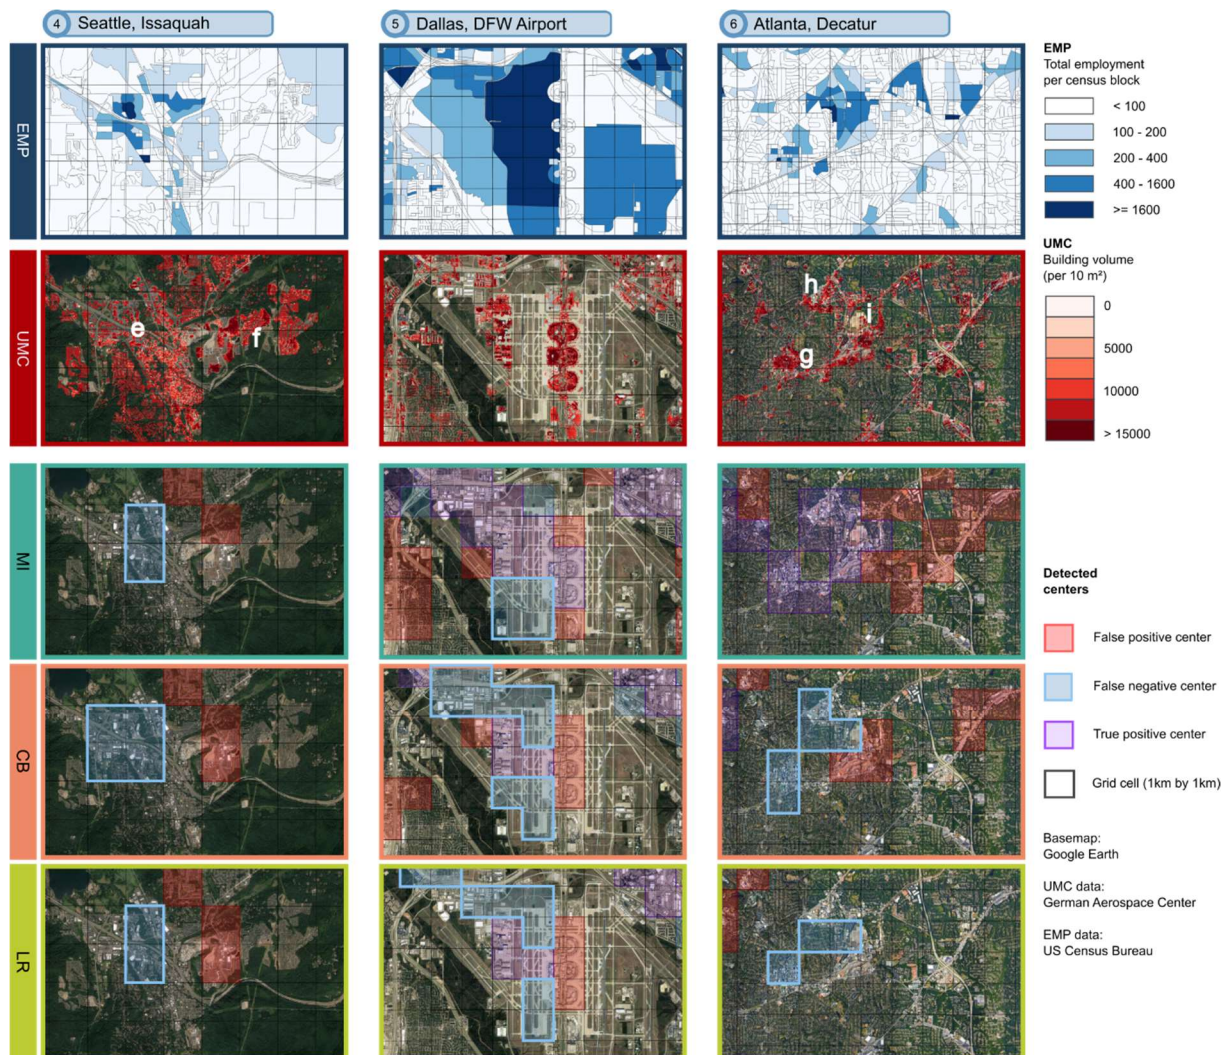 4 Seattle, Issaquah
5 Dallas, DFW Airport
6 Atlanta, Decatur
EMP
EMP
Total employment
per census block
< 100
100 - 200
200 - 400
400 - 1600
>= 1600
UMC
e
f
h
i
g
UMC
Building volume
(per 10 m²)
0
5000
10000
> 15000
MI
Detected
centers
False positive center
False negative center
True positive center
Grid cell (1km by 1km)
CB
Basemap:
Google Earth
UMC data:
German Aerospace Center
EMP data:
US Census Bureau
LR